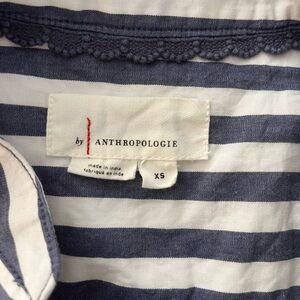 by ANTHROPOLOGIE
made in india
fabriqué en inde
XS